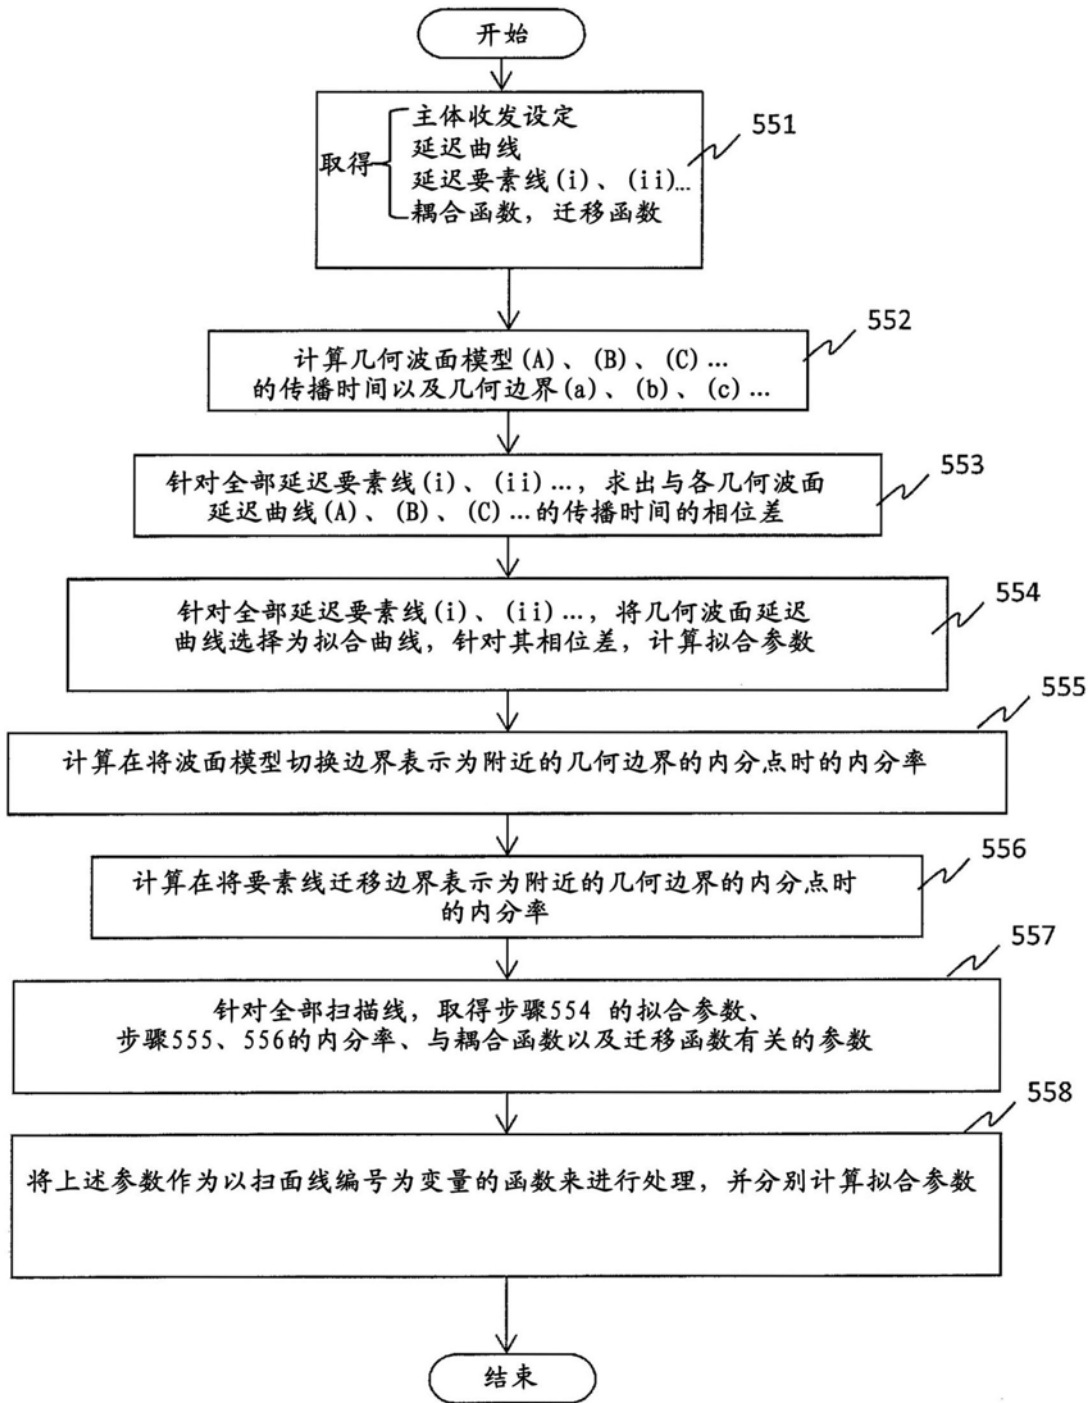 开始
551
取得
主体收发设定
延迟曲线
延迟要素线(i)、(ii)…
耦合函数，迁移函数
552
计算几何波面模型(A)、(B)、(C)…
的传播时间以及几何边界(a)、(b)、(c)…
553
针对全部延迟要素线(i)、(ii)…，求出与各几何波面
延迟曲线(A)、(B)、(C)…的传播时间的相位差
554
针对全部延迟要素线(i)、(ii)…，将几何波面延迟
曲线选择为拟合曲线，针对其相位差，计算拟合参数
555
计算在将波面模型切换边界表示为附近的几何边界的内分点时的内分率
556
计算在将要素线迁移边界表示为附近的几何边界的内分点时
的内分率
557
针对全部扫描线，取得步骤554 的拟合参数、
步骤555、556的内分率、与耦合函数以及迁移函数有关的参数
558
将上述参数作为以扫面线编号为变量的函数来进行处理，并分别计算拟合参数
结束